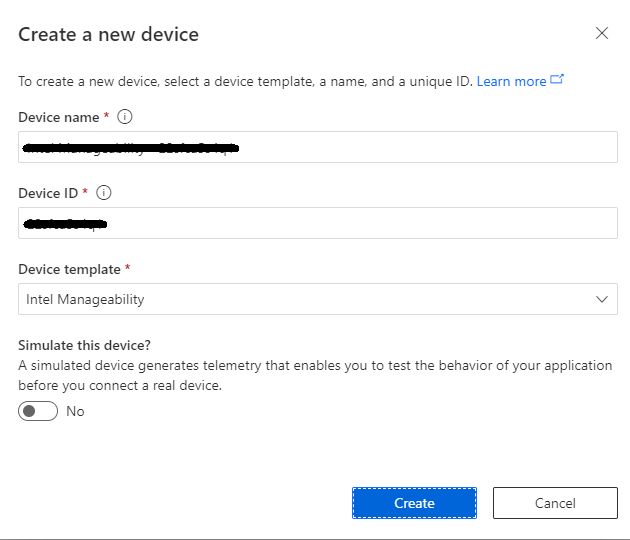 Create a new device
To create a new device, select a device template, a name, and a unique ID. Learn more
Device name *
Device ID *
Device template *
Intel Manageability
Simulate this device?
A simulated device generates telemetry that enables you to test the behavior of your application
before you connect a real device.
No
Create Cancel